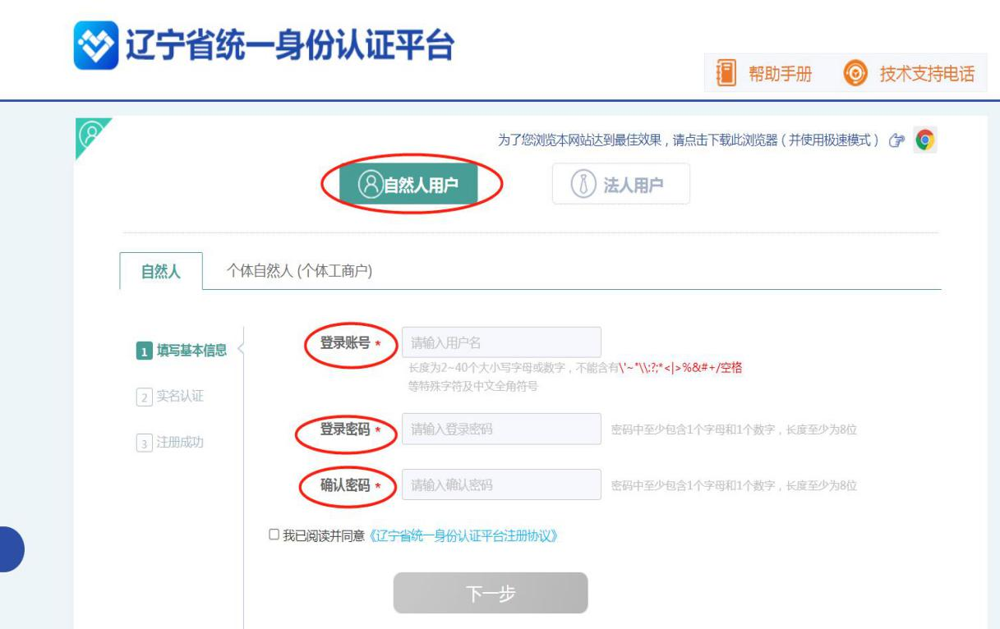 辽宁省统一身份认证平台
帮助手册 技术支持电话
为了您浏览本网站达到最佳效果，请点击下载此浏览器（并使用极速模式）
自然人用户 法人用户
自然人 个体自然人 (个体工商户)
1 填写基本信息
2 实名认证
3 注册成功
登录账号 * 请输入用户名
长度为2~40个大小写字母或数字，不能含有\'~"\\:?;*<|>%&#+/空格
等特殊字符及中文全角符号
登录密码 * 请输入登录密码 密码中至少包含1个字母和1个数字，长度至少为8位
确认密码 * 请输入确认密码 密码中至少包含1个字母和1个数字，长度至少为8位
我已阅读并同意《辽宁省统一身份认证平台注册协议》
下一步